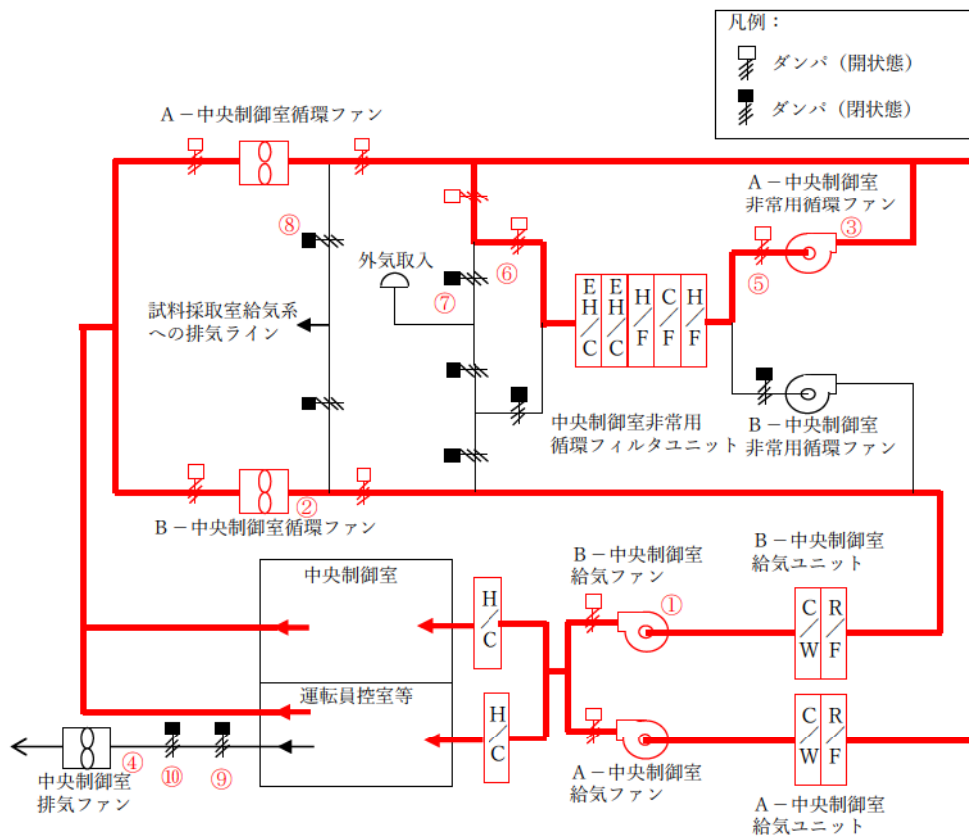 凡例：
ダンパ（開状態）
ダンパ（閉状態）
A－中央制御室循環ファン
A－中央制御室
非常用循環ファン
③
⑧
外気取入
⑥
⑤
⑦
試料採取室給気系
への排気ライン
EH/C
EH/C
H/F
C/F
H/F
中央制御室非常用
循環フィルタユニット
B－中央制御室
非常用循環ファン
②
B－中央制御室循環ファン
B－中央制御室
給気ファン
B－中央制御室
給気ユニット
中央制御室
H/C
①
C/W
R/F
運転員控室等
H/C
C/W
R/F
④
⑩
⑨
中央制御室
排気ファン
A－中央制御室
給気ファン
A－中央制御室
給気ユニット